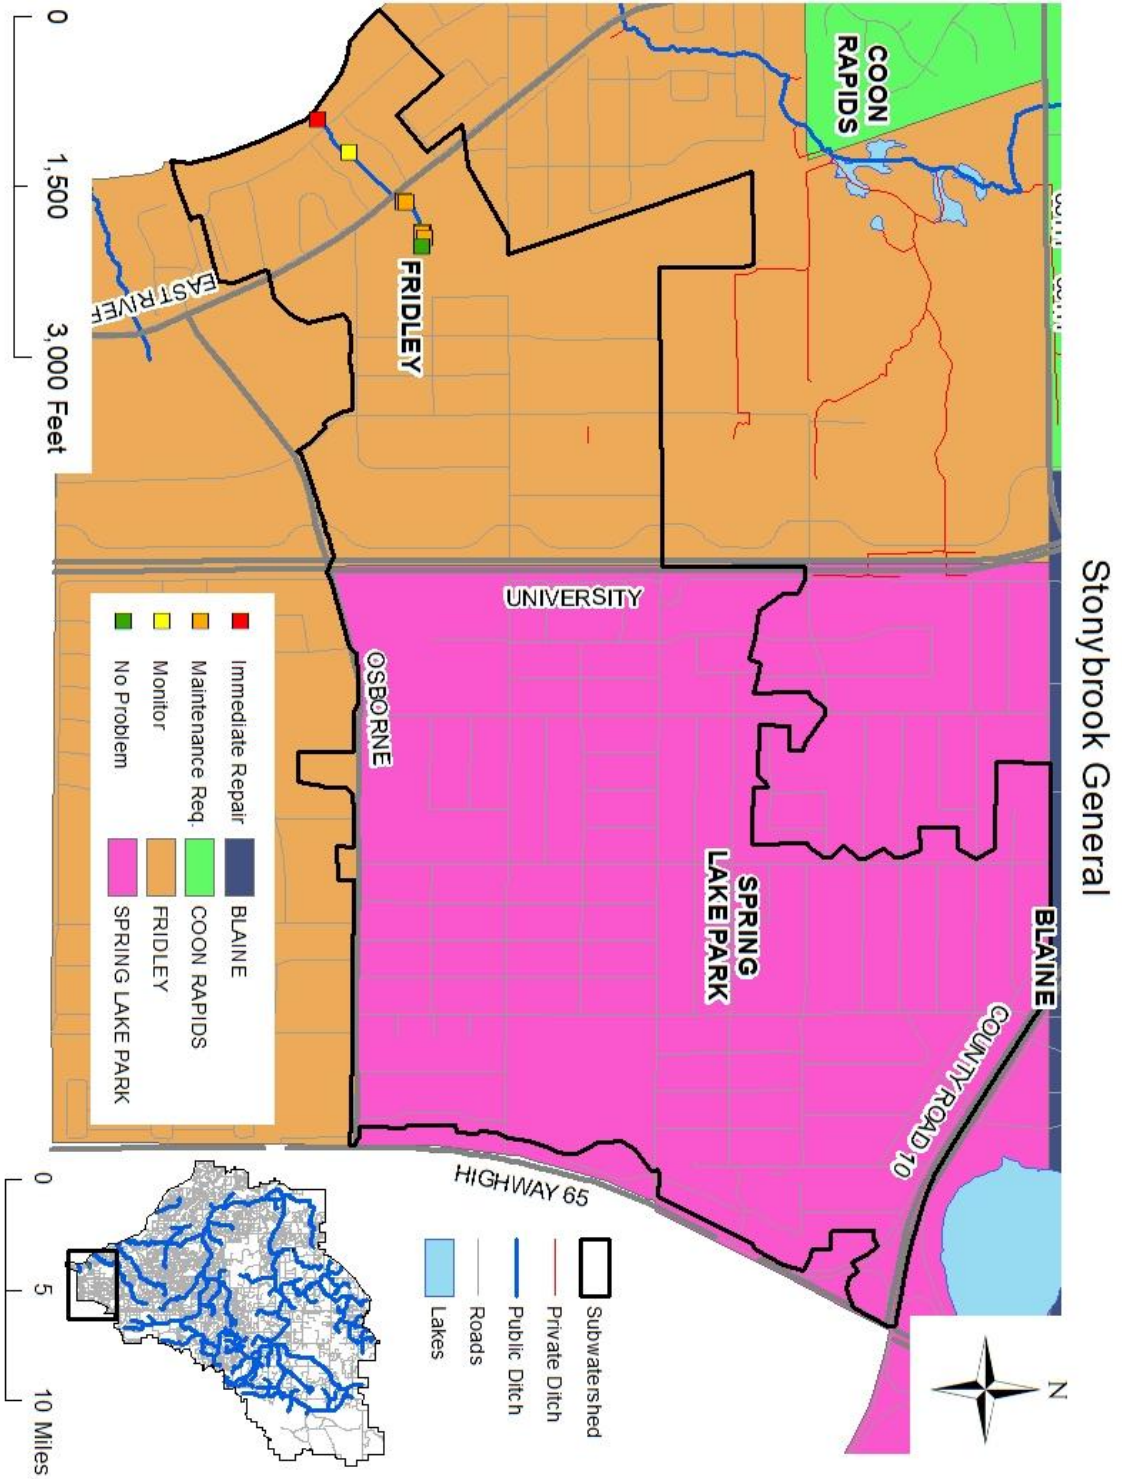 Stonybrook General
N
COON
RAPIDS
BLAINE
COUNTY ROAD 10
SPRING
LAKE PARK
UNIVERSITY
HIGHWAY 65
FRIDLEY
OSBORNE
EAST RIVER
Immediate Repair
Maintenance Req.
Monitor
No Problem
BLAINE
COON RAPIDS
FRIDLEY
SPRING LAKE PARK
Subwatershed
Private Ditch
Public Ditch
Roads
Lakes
0 1,500 3,000 Feet
0 5 10 Miles